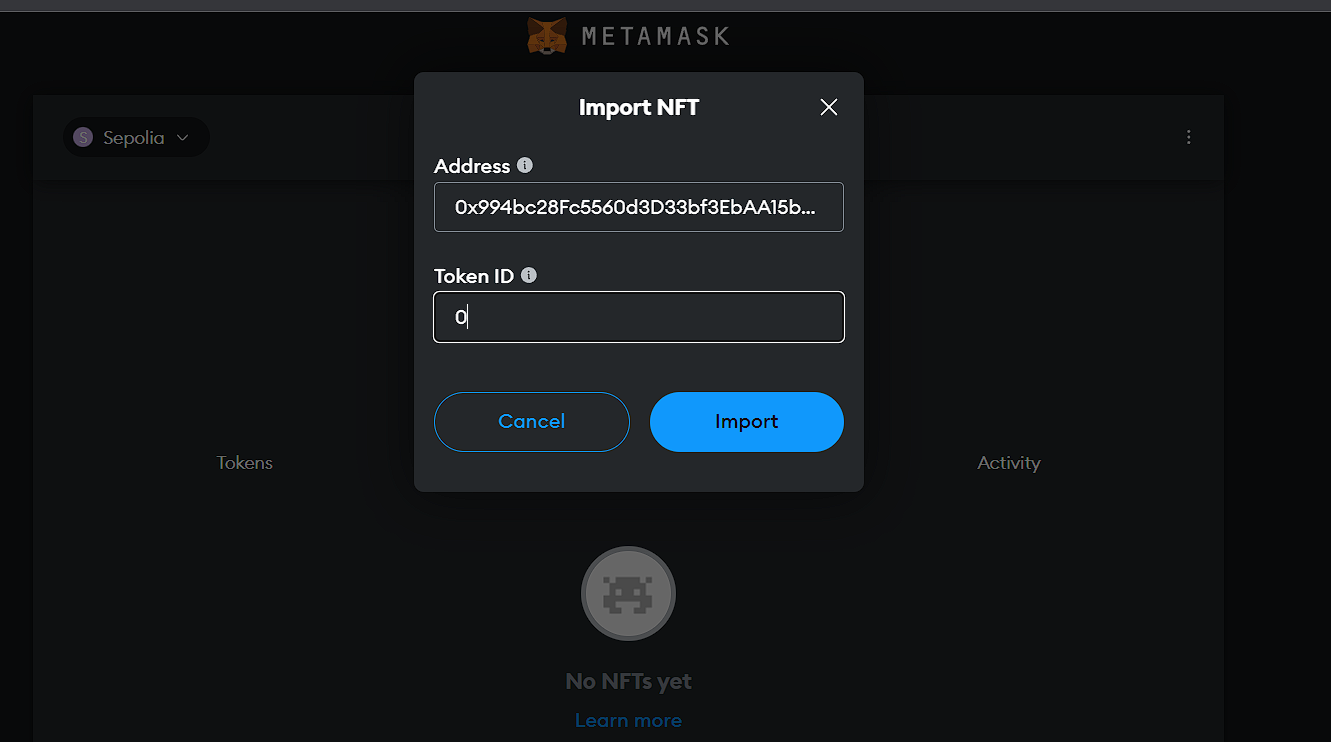 METAMASK
Import NFT
S Sepolia
Address
0x994bc28Fc5560d3D33bf3EbAA15b...
Token ID
0
Cancel Import
Tokens Activity
No NFTs yet
Learn more